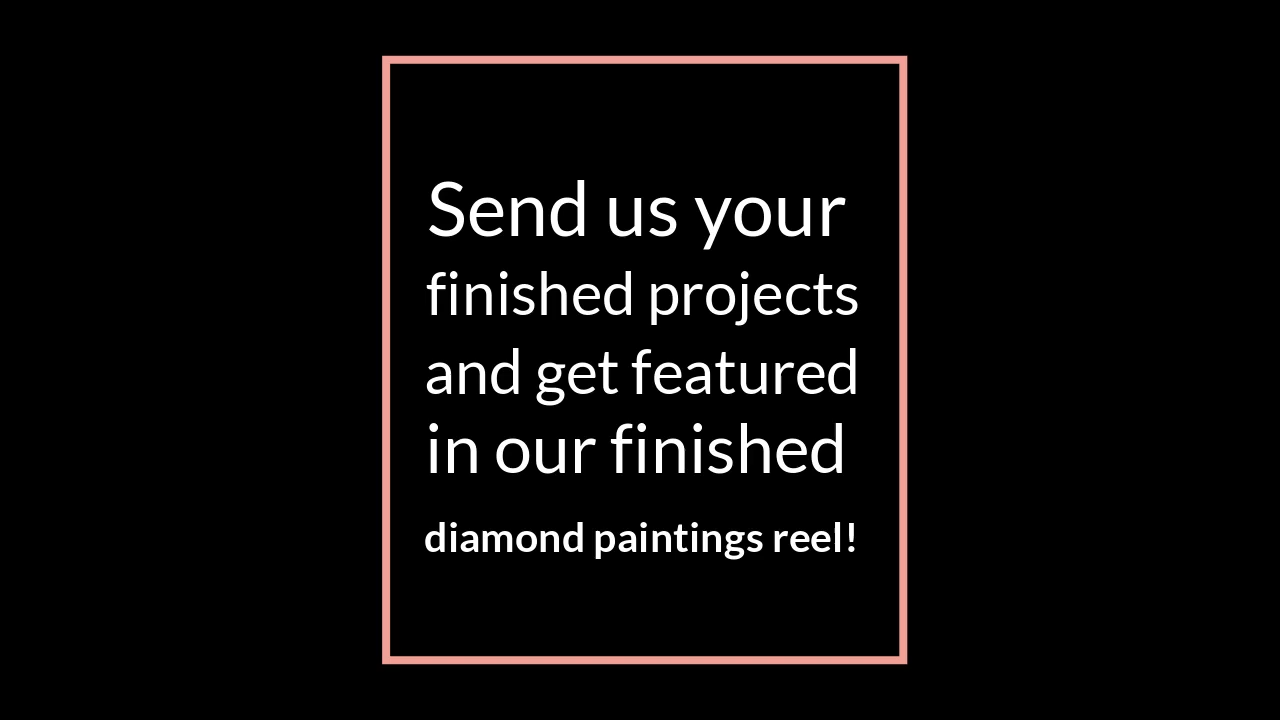 Send us your
finished projects
and get featured
in our finished
diamond paintings reel!